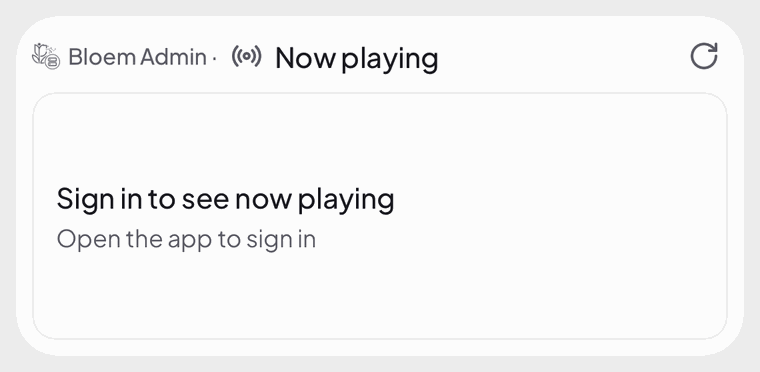 Bloem Admin · Now playing
Sign in to see now playing
Open the app to sign in